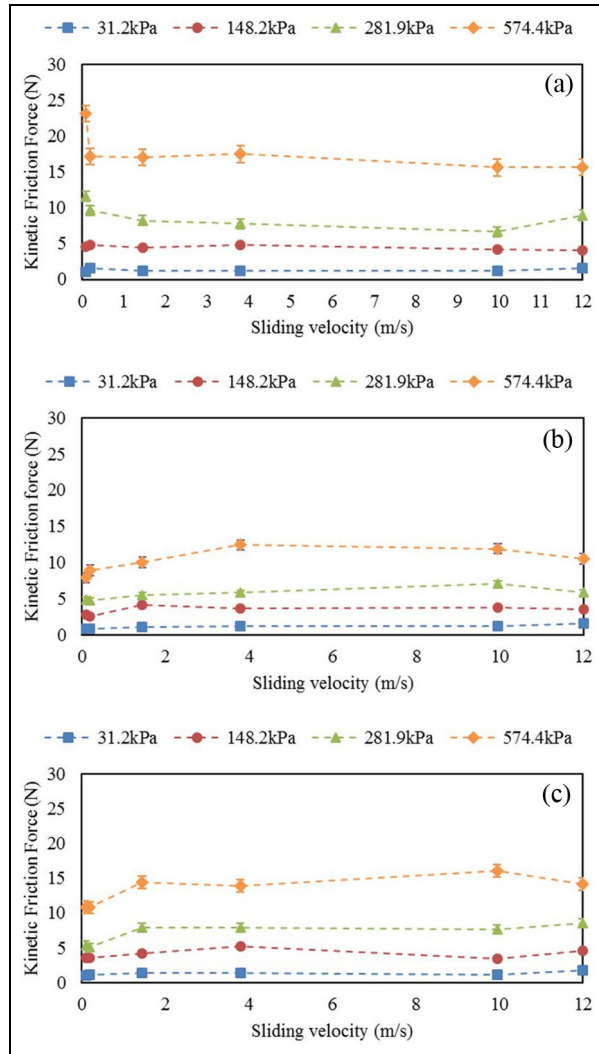 31.2kPa 148.2kPa 281.9kPa 574.4kPa
(a)
Kinetic Friction Force (N)
30
25
20
15
10
5
0
0 1 2 3 4 5 6 7 8 9 10 11 12
Sliding velocity (m/s)
31.2kPa 148.2kPa 281.9kPa 574.4kPa
(b)
Kinetic Friction force (N)
30
25
20
15
10
5
0
0 2 4 6 8 10 12
Sliding velocity (m/s)
31.2kPa 148.2kPa 281.9kPa 574.4kPa
(c)
Kinetic Friction Force (N)
30
25
20
15
10
5
0
0 2 4 6 8 10 12
Sliding velocity (m/s)